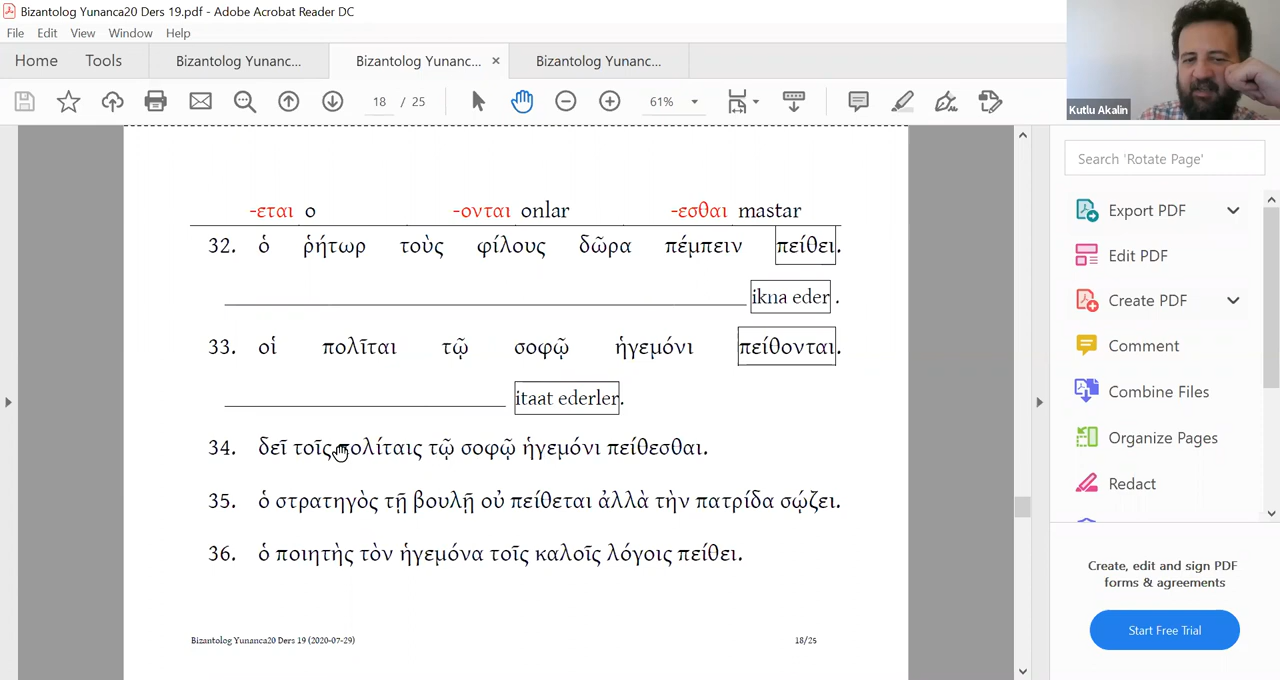 Bizantolog Yunanca20 Ders 19.pdf - Adobe Acrobat Reader DC
File Edit View Window Help
Home Tools Bizantolog Yunanc... Bizantolog Yunanc... × Bizantolog Yunanc...
18 / 25 61%
Kutlu Akalin
-εται o -ονται onlar -εσθαι mastar
32. ὁ ῥήτωρ τοὺς φίλους δῶρα πέμπειν πείθει.
ikna eder .
33. οἱ πολῖται τῷ σοφῷ ἡγεμόνι πείθονται.
itaat ederler.
34. δεῖ τοῖς πολίταις τῷ σοφῷ ἡγεμόνι πείθεσθαι.
35. ὁ στρατηγὸς τῇ βουλῇ οὐ πείθεται ἀλλὰ τὴν πατρίδα σῴζει.
36. ὁ ποιητὴς τὸν ἡγεμόνα τοῖς καλοῖς λόγοις πείθει.
Bizantolog Yunanca20 Ders 19 (2020-07-29) 18/25
Search 'Rotate Page'
Export PDF
Edit PDF
Create PDF
Comment
Combine Files
Organize Pages
Redact
Create, edit and sign PDF
forms & agreements
Start Free Trial